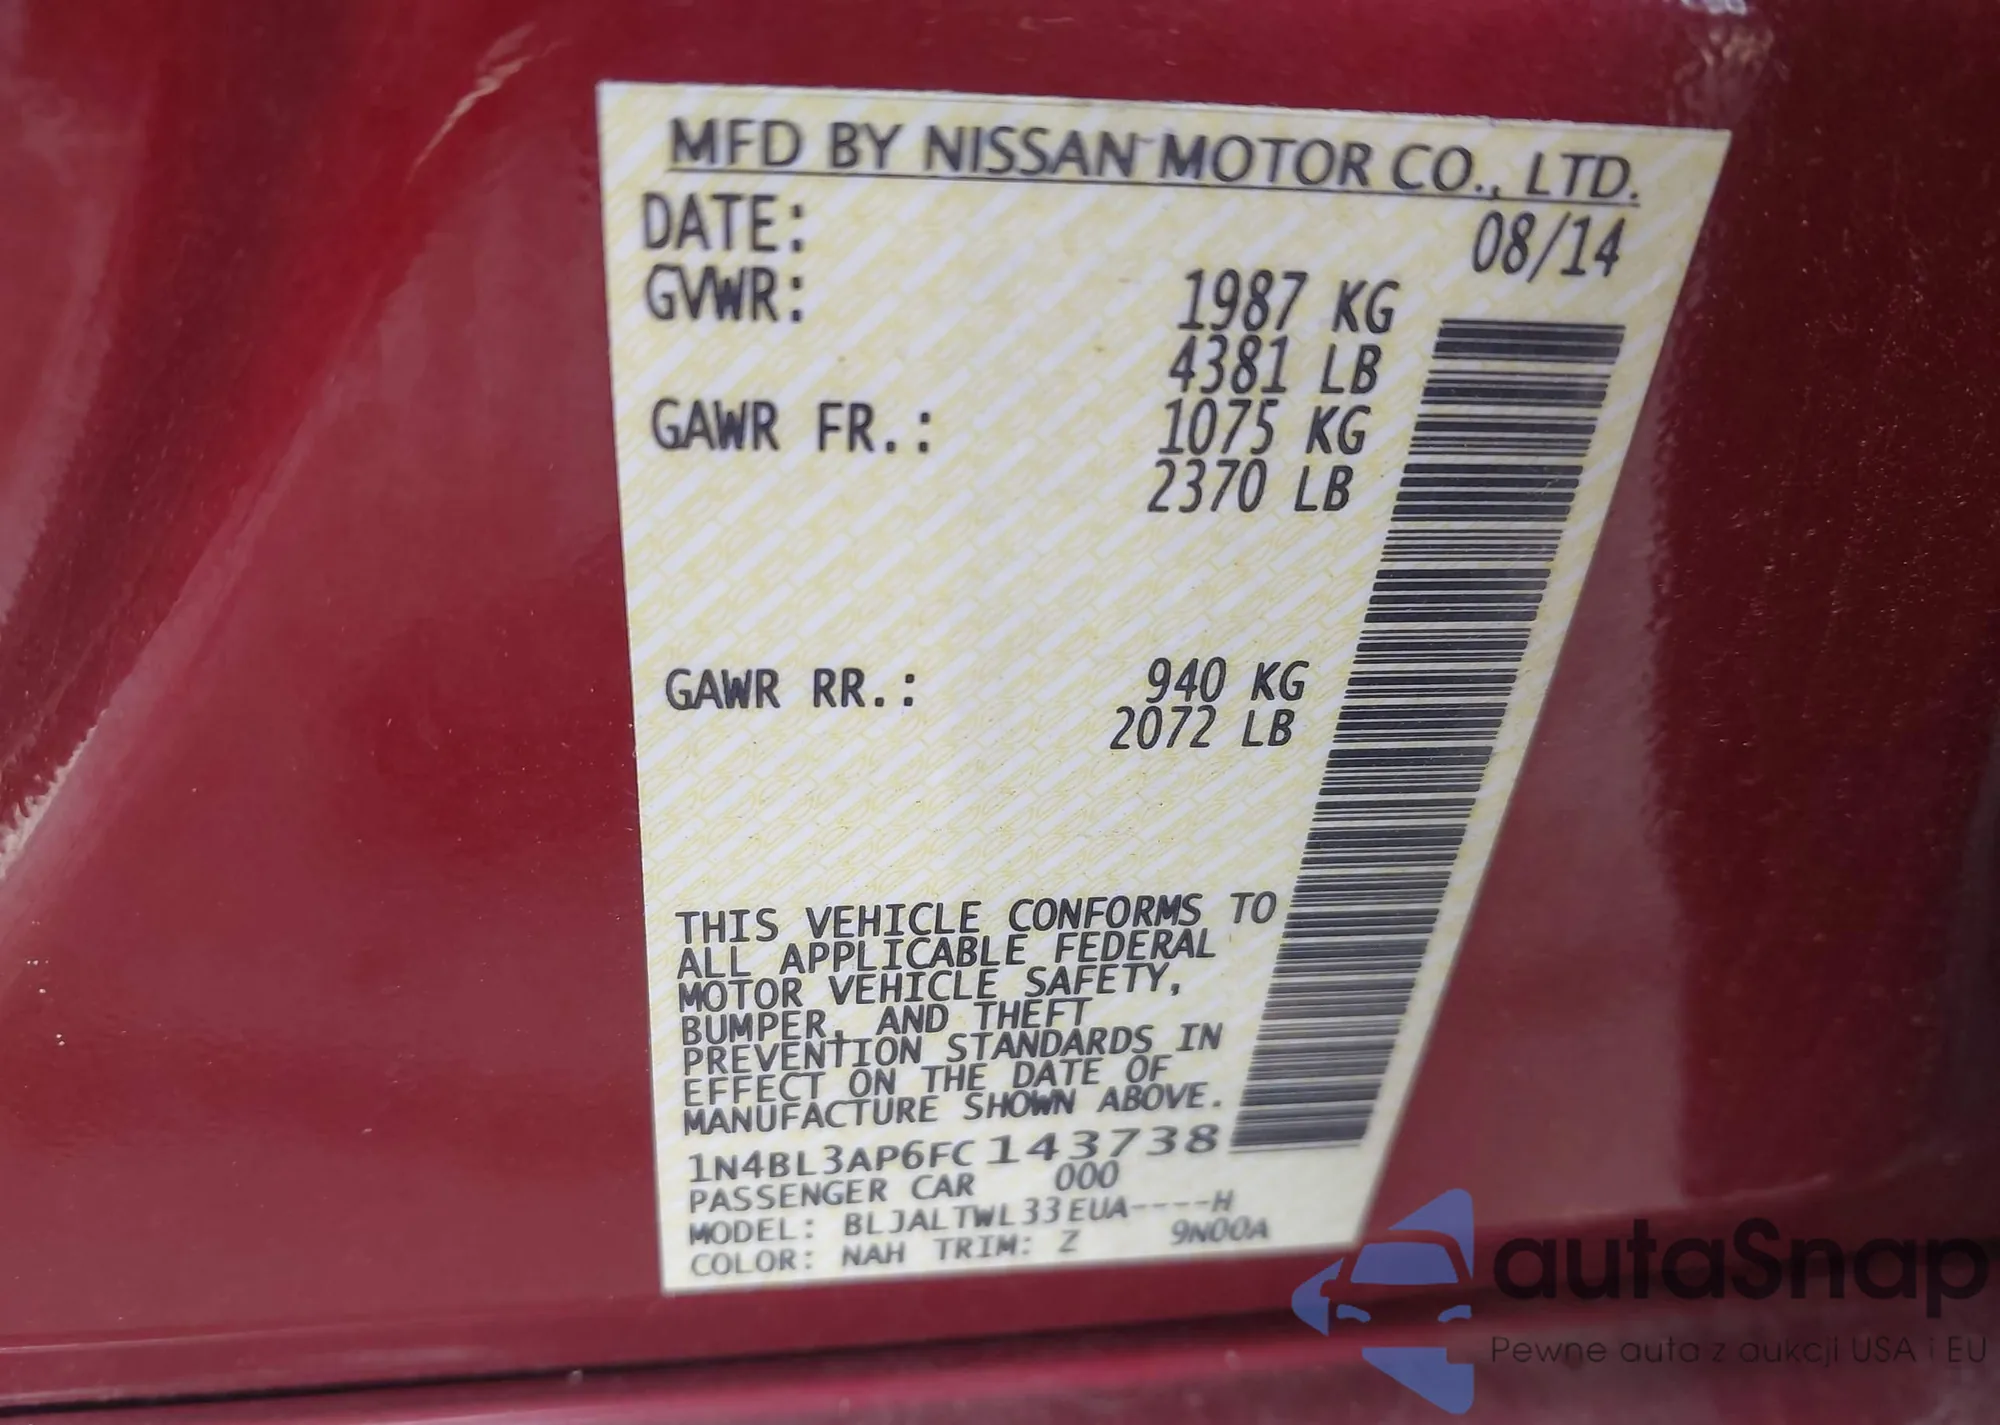 MFD BY NISSAN MOTOR CO., LTD.
DATE: 08/14
GVWR: 1987 KG
4381 LB
GAWR FR.: 1075 KG
2370 LB
GAWR RR.: 940 KG
2072 LB
THIS VEHICLE CONFORMS TO
ALL APPLICABLE FEDERAL
MOTOR VEHICLE SAFETY,
BUMPER, AND THEFT
PREVENTION STANDARDS IN
EFFECT ON THE DATE OF
MANUFACTURE SHOWN ABOVE.
1N4BL3AP6FC143738
PASSENGER CAR 000
MODEL: BLJALTWL33EUA----H
COLOR: NAH TRIM: Z 9N00A
autaSnap
Pewne auta z aukcji USA i EU